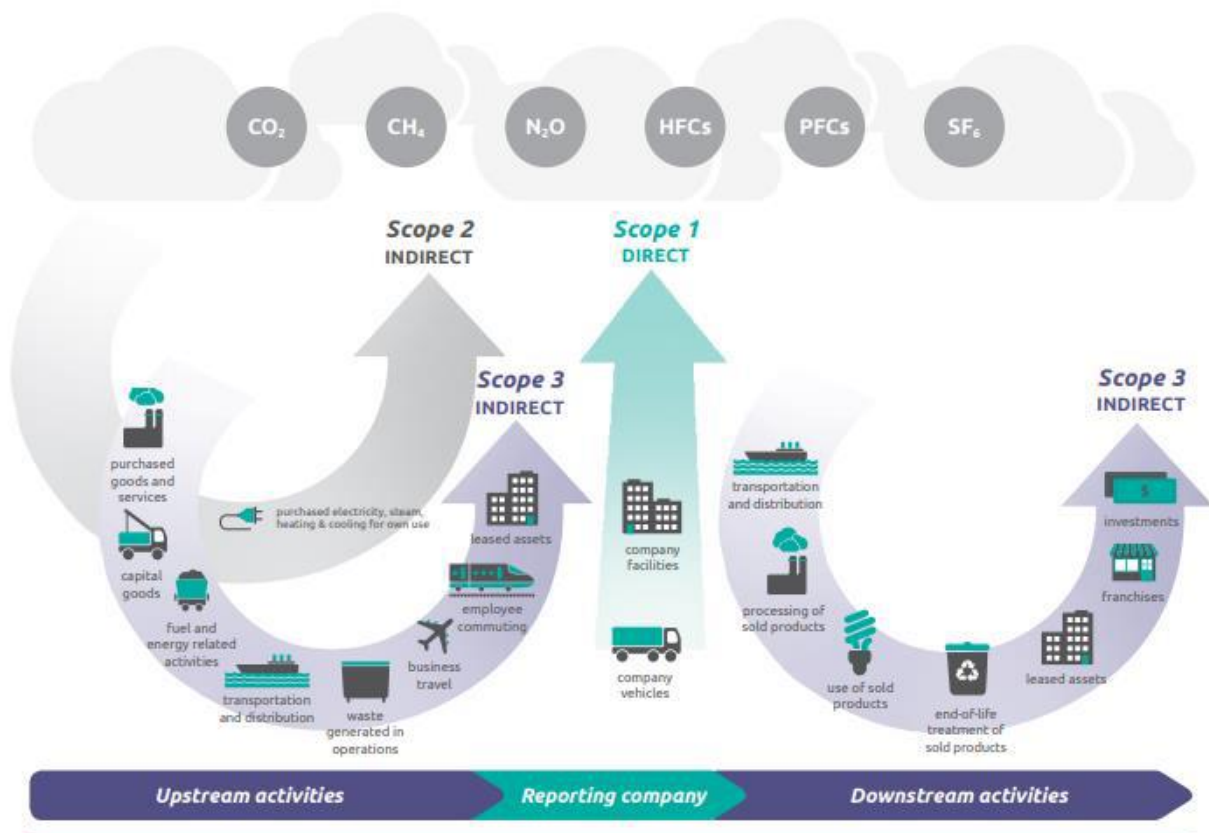 CO₂
CH₄
N₂O
HFCs
PFCs
SF₆
Scope 2
INDIRECT
Scope 1
DIRECT
Scope 3
INDIRECT
Scope 3
INDIRECT
purchased
goods and
services
capital
goods
fuel and
energy related
activities
transportation
and distribution
waste
generated in
operations
business
travel
employee
commuting
leased assets
purchased electricity, steam,
heating & cooling for own use
company
facilities
company
vehicles
transportation
and distribution
processing of
sold products
use of sold
products
end-of-life
treatment of
sold products
leased assets
franchises
investments
$
Upstream activities
Reporting company
Downstream activities